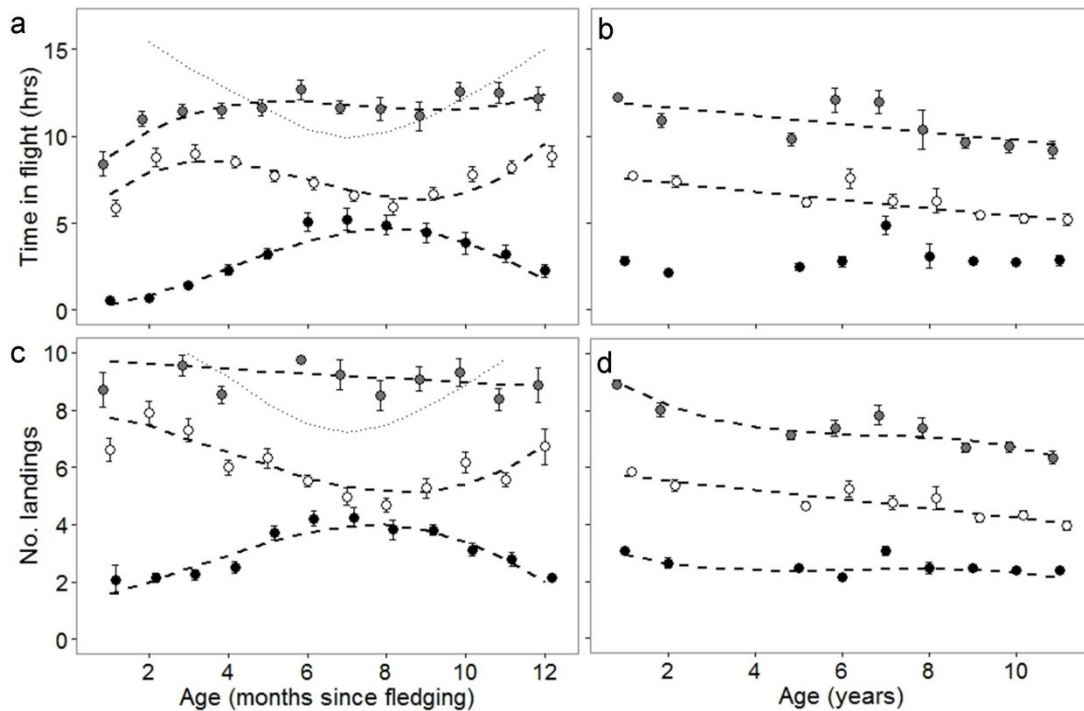 a
Time in flight (hrs)
15
10
5
0
b
c
No. landings
10
8
6
4
2
0
2 4 6 8 10 12
Age (months since fledging)
d
2 4 6 8 10
Age (years)